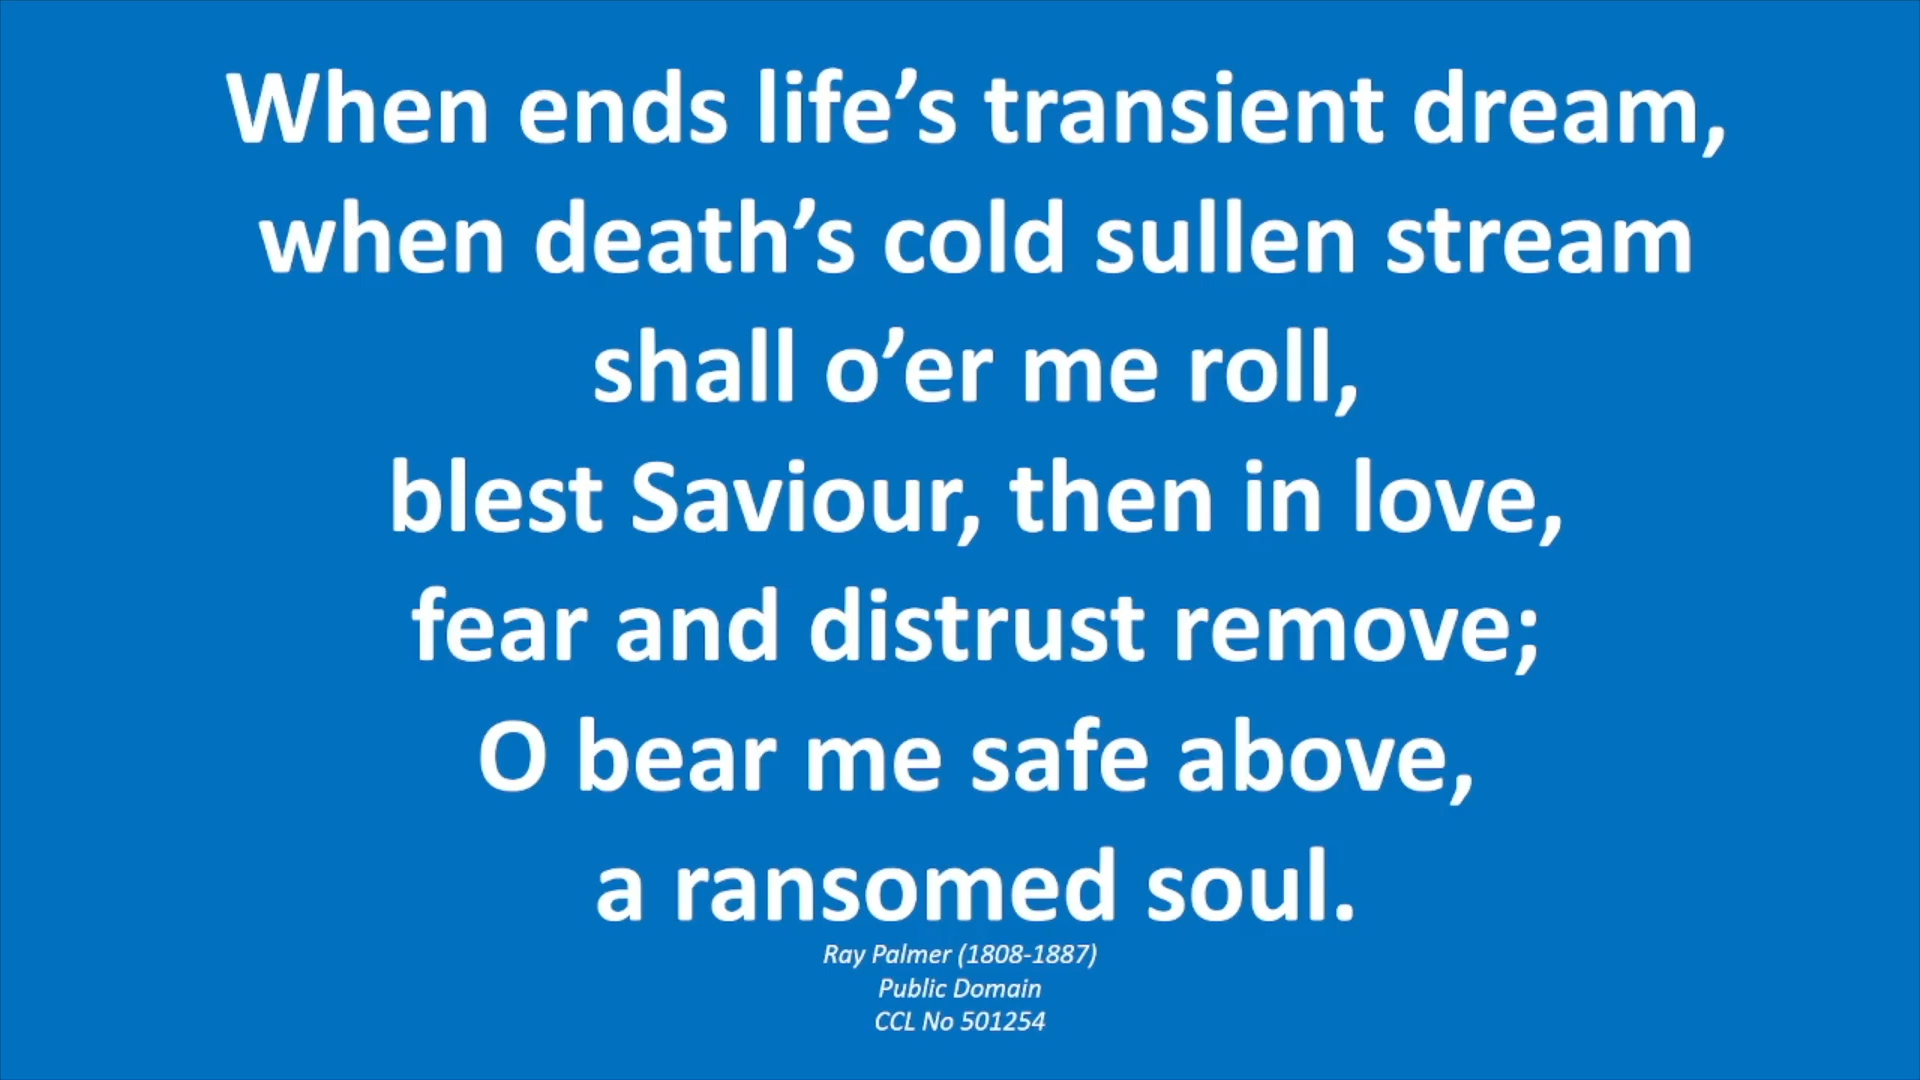 When ends life’s transient dream,
when death’s cold sullen stream
shall o’er me roll,
blest Saviour, then in love,
fear and distrust remove;
O bear me safe above,
a ransomed soul.
Ray Palmer (1808-1887)
Public Domain
CCL No 501254